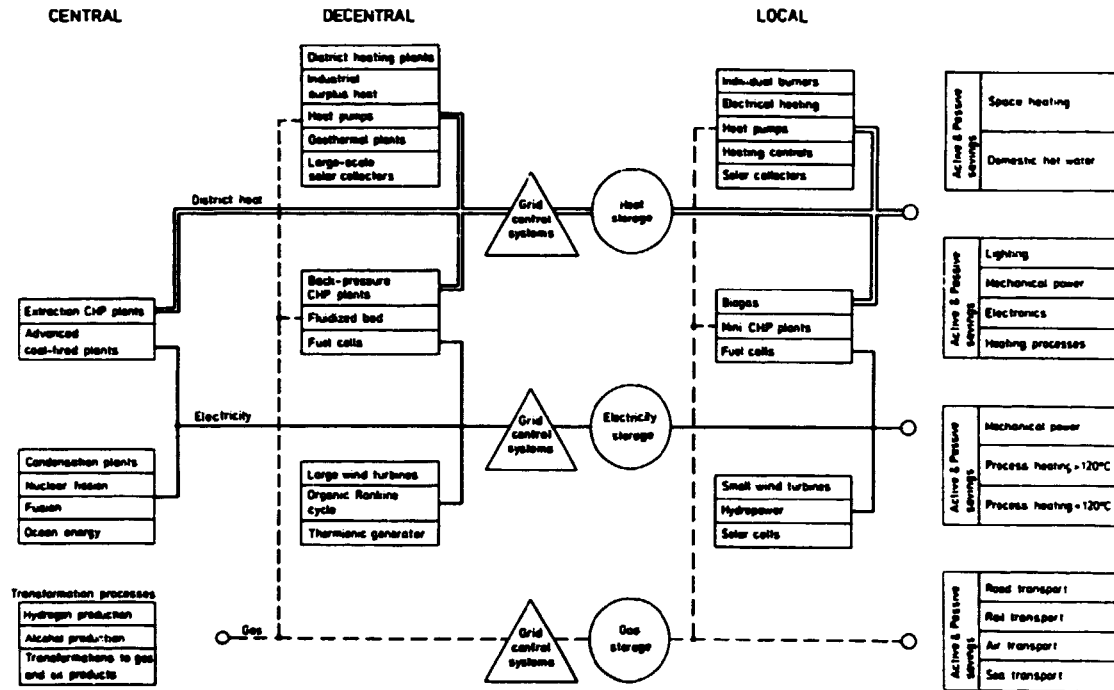 CENTRAL
DECENTRAL
LOCAL
District heating plants
Industrial
surplus heat
Heat pumps
Geothermal plants
Large-scale
solar collectors
Individual burners
Electrical heating
Heat pumps
Heating controls
Solar collectors
Active & Passive
savings
Space heating
Domestic hot water
District heat
Grid
control
systems
Heat
storage
Extraction CHP plants
Advanced
coal-fired plants
Back-pressure
CHP plants
Fluidized bed
Fuel cells
Biogas
Mini CHP plants
Fuel cells
Active & Passive
savings
Lighting
Mechanical power
Electronics
Heating processes
Electricity
Grid
control
systems
Electricity
storage
Condensation plants
Nuclear fission
Fusion
Ocean energy
Large wind turbines
Organic Rankine
cycle
Thermionic generator
Small wind turbines
Hydropower
Solar cells
Active & Passive
savings
Mechanical power
Process heating > 120°C
Process heating < 120°C
Transformation processes
Hydrogen production
Alcohol production
Transformations to gas
and oil products
Gas
Grid
control
systems
Gas
storage
Active & Passive
savings
Road transport
Rail transport
Air transport
Sea transport